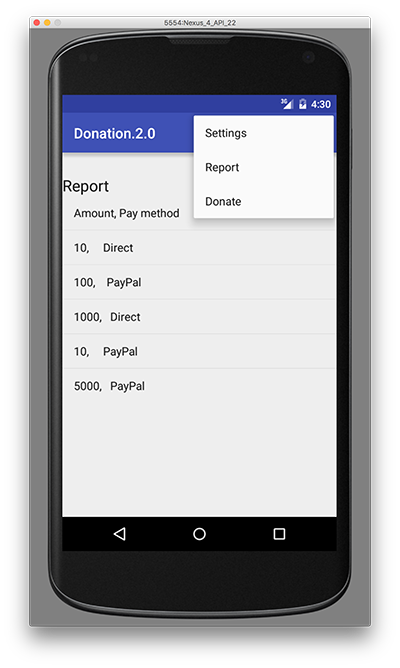 5554:Nexus_4_API_22
3G 4:30
Donation.2.0
Settings
Report
Donate
Report
Amount, Pay method
10, Direct
100, PayPal
1000, Direct
10, PayPal
5000, PayPal